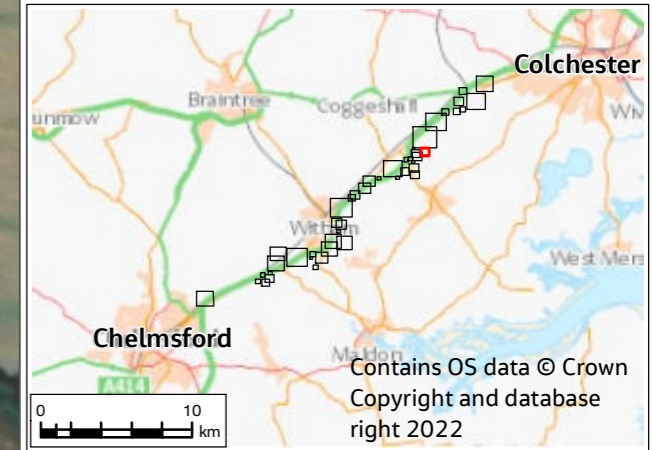 Colchester
Braintree
Coggeshall
unmow
Wiv
Witham
West Mers
Chelmsford
Maldon
Contains OS data © Crown
Copyright and database
right 2022
A414
0 10
km